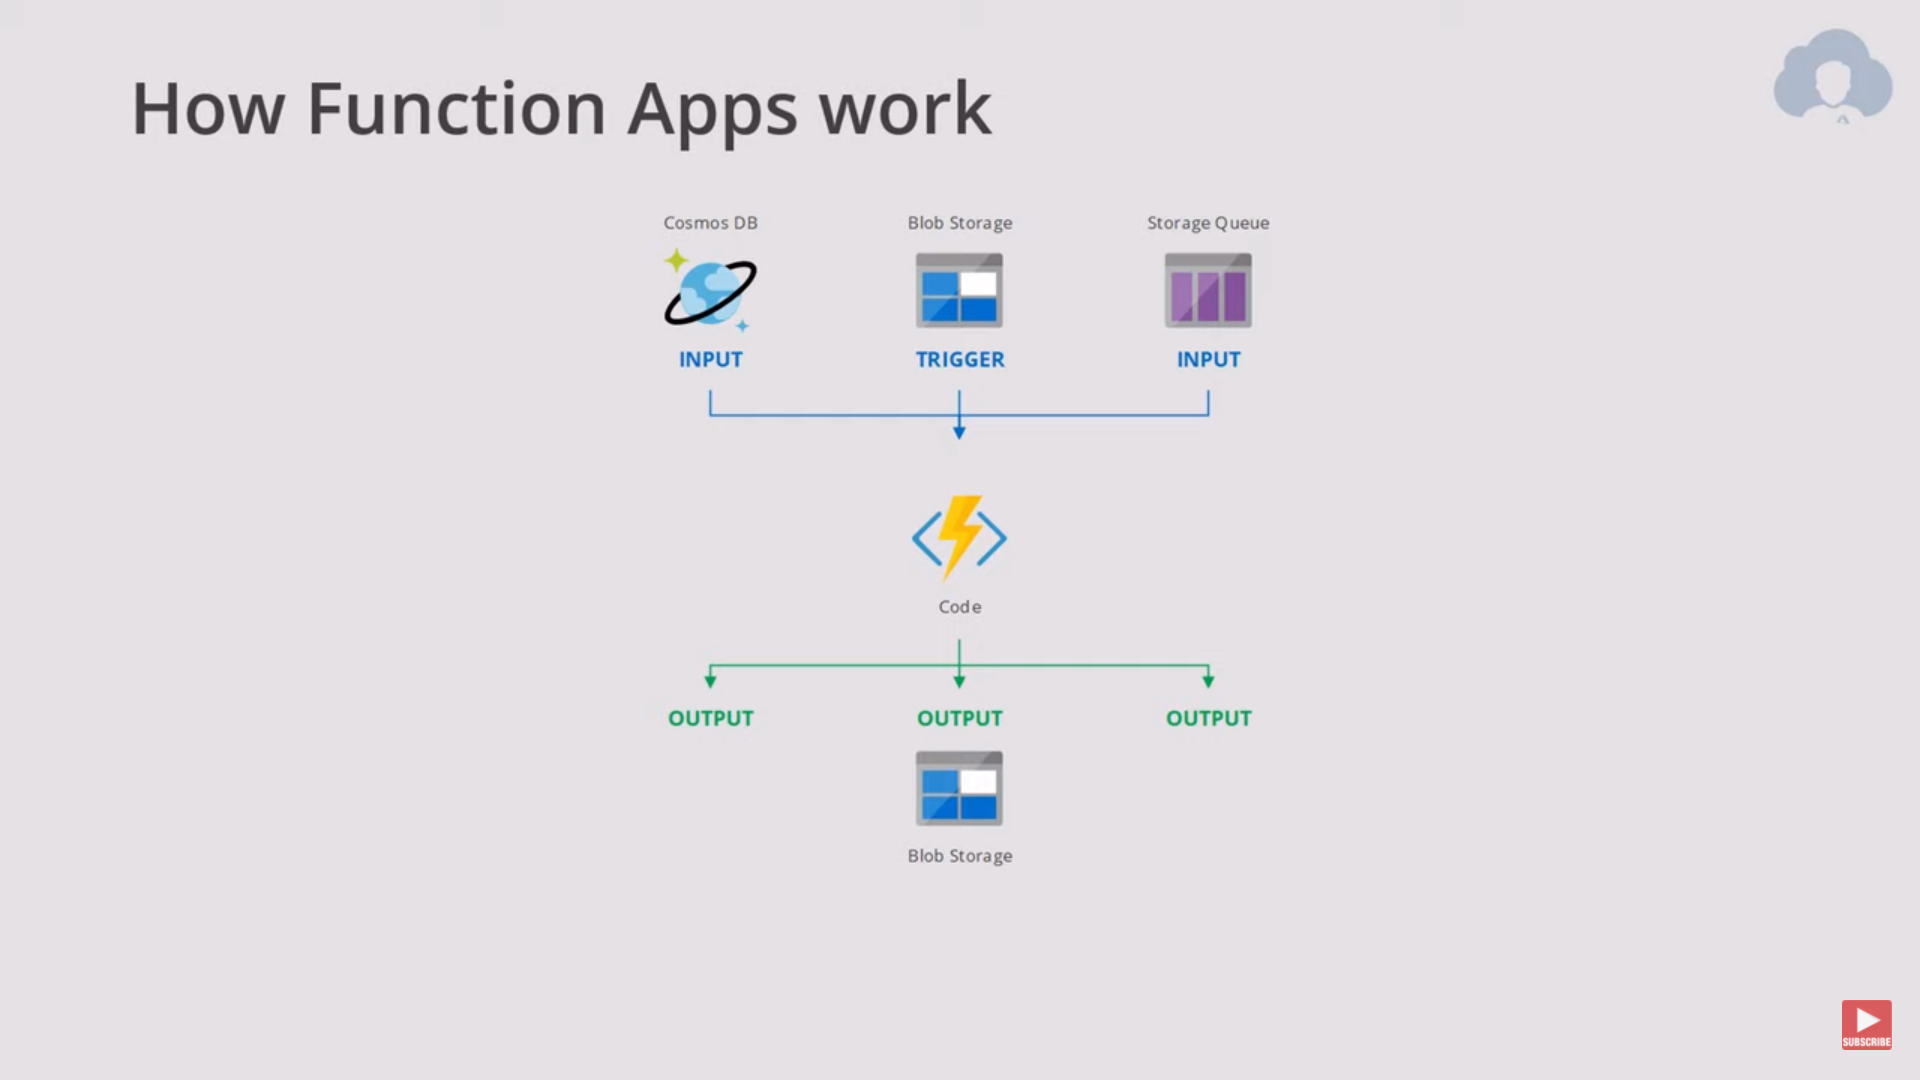 How Function Apps work
Cosmos DB
Blob Storage
Storage Queue
INPUT
TRIGGER
INPUT
Code
OUTPUT
OUTPUT
OUTPUT
Blob Storage
SUBSCRIBE